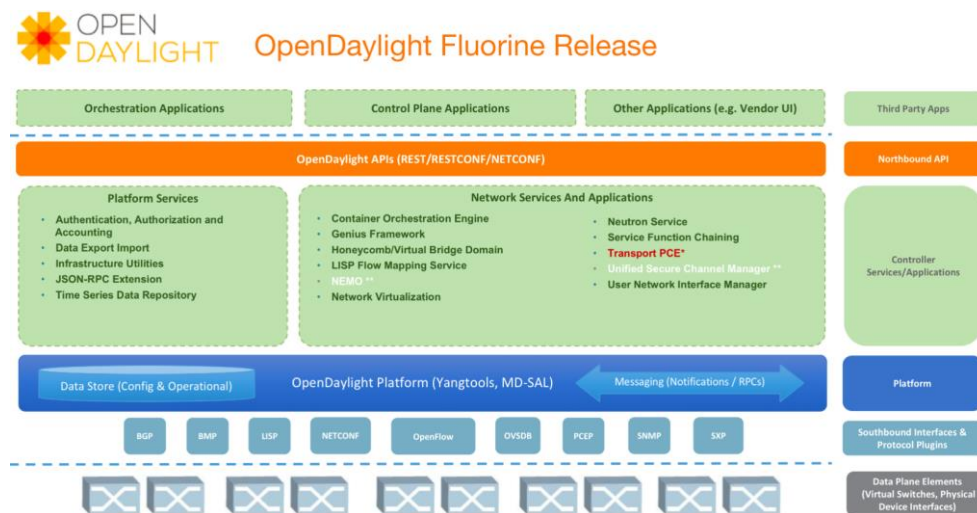 OPEN
DAYLIGHT
OpenDaylight Fluorine Release
Orchestration Applications
Control Plane Applications
Other Applications (e.g. Vendor UI)
Third Party Apps
OpenDaylight APIs (REST/RESTCONF/NETCONF)
Northbound API
Platform Services
Authentication, Authorization and
Accounting
Data Export Import
Infrastructure Utilities
JSON-RPC Extension
Time Series Data Repository
Network Services And Applications
Container Orchestration Engine
Genius Framework
Honeycomb/Virtual Bridge Domain
LISP Flow Mapping Service
NEMO **
Network Virtualization
Neutron Service
Service Function Chaining
Transport PCE*
Unified Secure Channel Manager **
User Network Interface Manager
Controller
Services/Applications
Data Store (Config & Operational)
OpenDaylight Platform (Yangtools, MD-SAL)
Messaging (Notifications / RPCs)
Platform
BGP
BMP
LISP
NETCONF
OpenFlow
OVSDB
PCEP
SNMP
SXP
Southbound Interfaces &
Protocol Plugins
Data Plane Elements
(Virtual Switches, Physical
Device Interfaces)